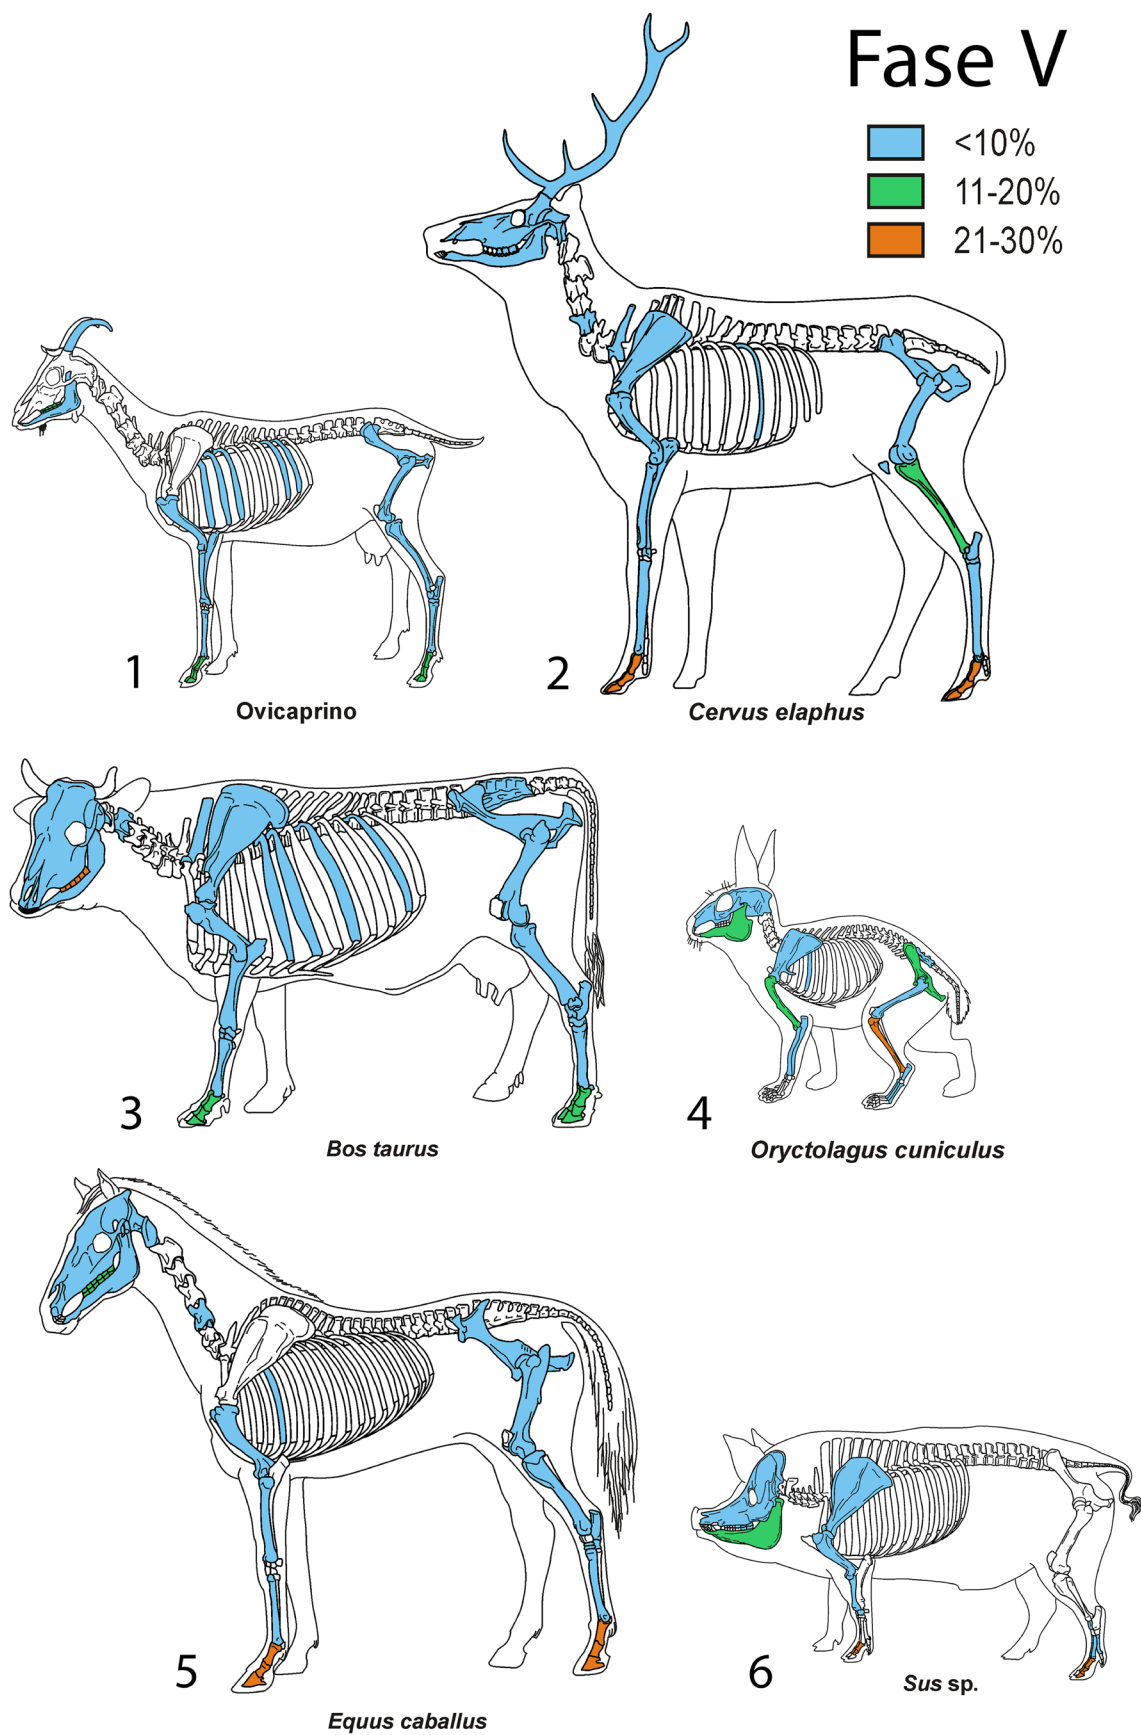 Fase V
<10%
11-20%
21-30%
1
Ovicaprino
2
Cervus elaphus
3
Bos taurus
4
Oryctolagus cuniculus
5
Equus caballus
6
Sus sp.